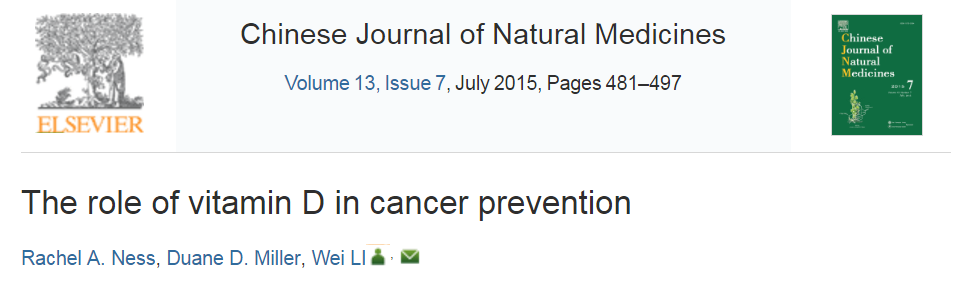 Chinese Journal of Natural Medicines
Volume 13, Issue 7, July 2015, Pages 481–497
ELSEVIER
Chinese
Journal of
Natural
Medicines
7
The role of vitamin D in cancer prevention
Rachel A. Ness, Duane D. Miller, Wei LI